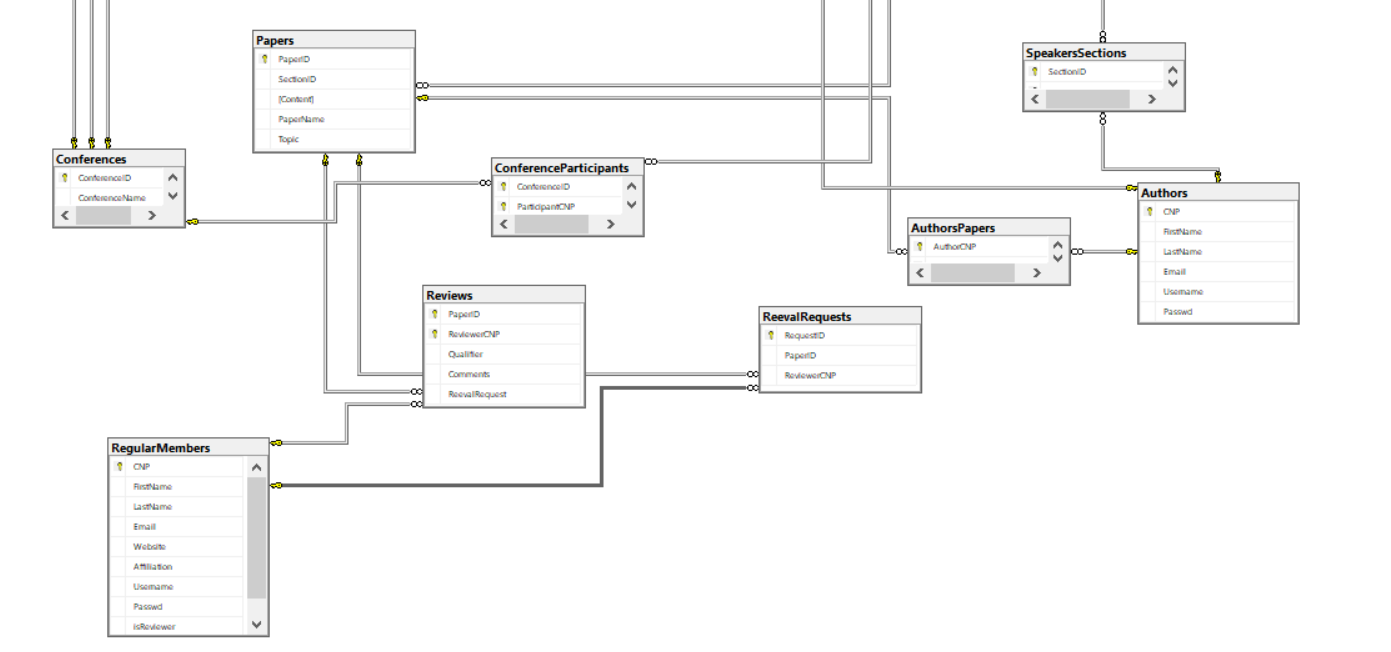 Papers
PaperID
SectionID
[Content]
PaperName
Topic
SpeakersSections
SectionID
Conferences
ConferenceID
ConferenceName
ConferenceParticipants
ConferenceID
ParticipantCNP
Authors
CNP
FirstName
LastName
Email
Username
Passwd
AuthorsPapers
AuthorCNP
Reviews
PaperID
ReviewerCNP
Qualifier
Comments
ReevalRequest
ReevalRequests
RequestID
PaperID
ReviewerCNP
RegularMembers
CNP
FirstName
LastName
Email
Website
Affiliation
Username
Passwd
isReviewer